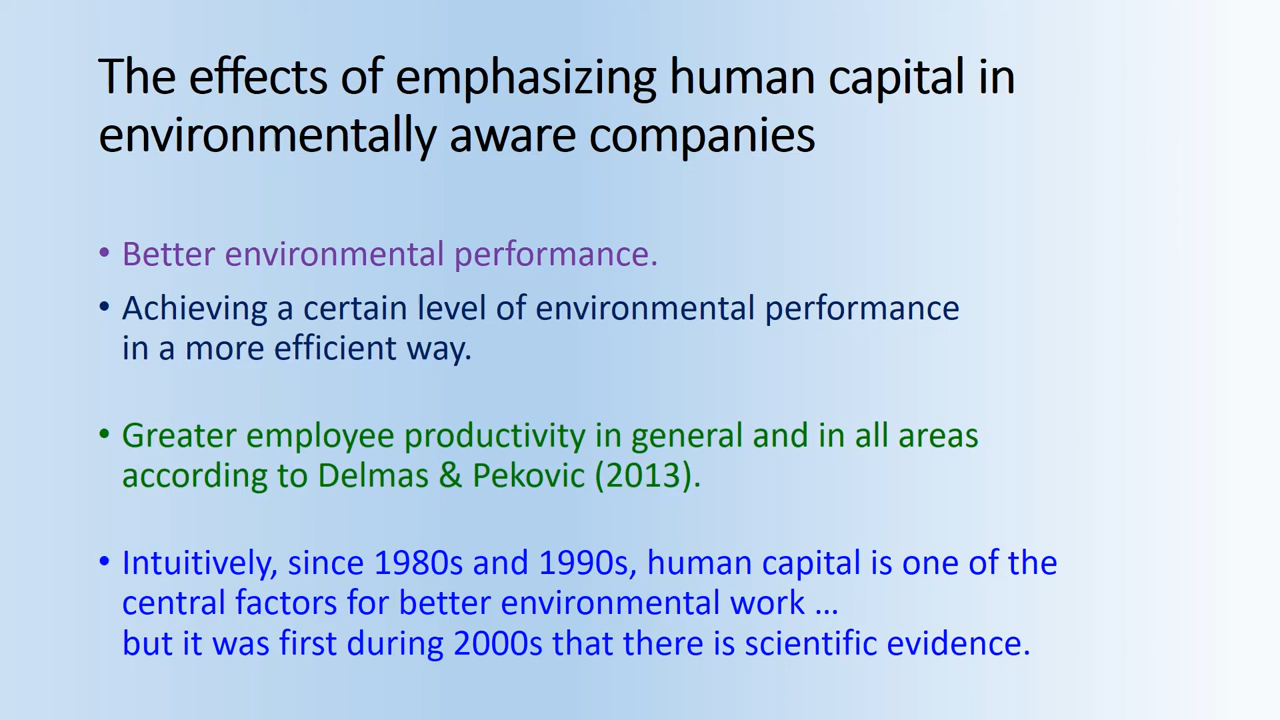 The effects of emphasizing human capital in
environmentally aware companies
• Better environmental performance.
• Achieving a certain level of environmental performance
in a more efficient way.
• Greater employee productivity in general and in all areas
according to Delmas & Pekovic (2013).
• Intuitively, since 1980s and 1990s, human capital is one of the
central factors for better environmental work …
but it was first during 2000s that there is scientific evidence.